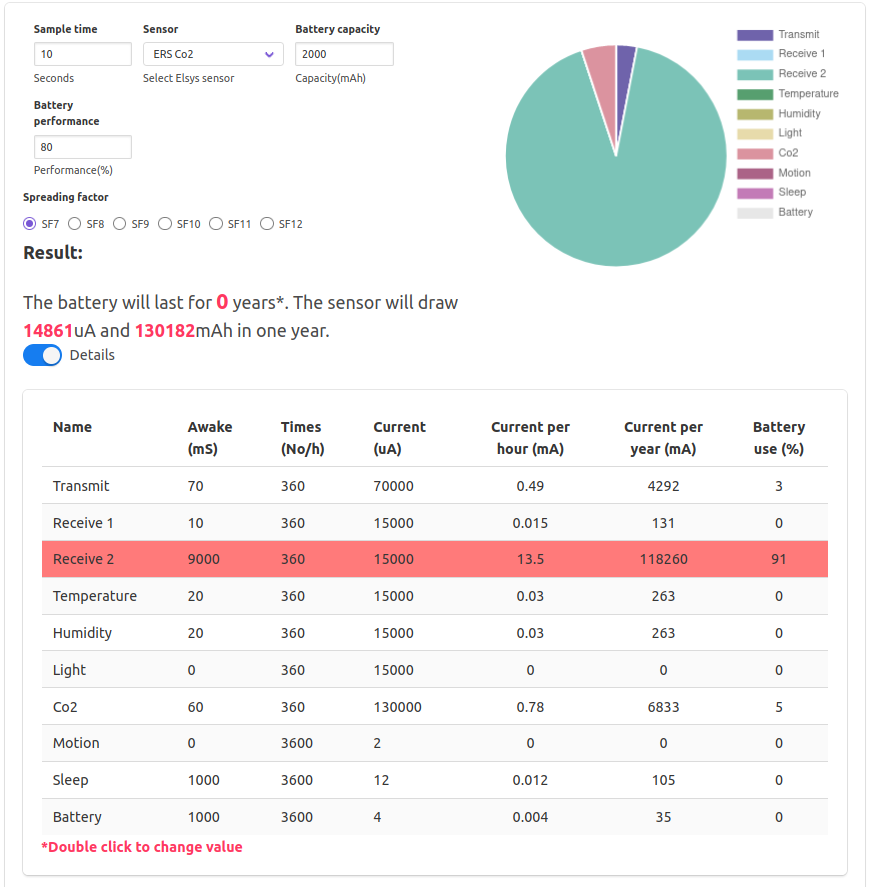 Sample time
Sensor
Battery capacity
10
ERS Co2
2000
Seconds
Select Elsys sensor
Capacity(mAh)
Battery
performance
80
Performance(%)
Spreading factor
SF7 SF8 SF9 SF10 SF11 SF12
Transmit
Receive 1
Receive 2
Temperature
Humidity
Light
Co2
Motion
Sleep
Battery
Result:
The battery will last for 0 years*. The sensor will draw
14861uA and 130182mAh in one year.
Details
Name Awake (mS) Times (No/h) Current (uA) Current per hour (mA) Current per year (mA) Battery use (%)
Transmit 70 360 70000 0.49 4292 3
Receive 1 10 360 15000 0.015 131 0
Receive 2 9000 360 15000 13.5 118260 91
Temperature 20 360 15000 0.03 263 0
Humidity 20 360 15000 0.03 263 0
Light 0 360 15000 0 0 0
Co2 60 360 130000 0.78 6833 5
Motion 0 3600 2 0 0 0
Sleep 1000 3600 12 0.012 105 0
Battery 1000 3600 4 0.004 35 0
*Double click to change value